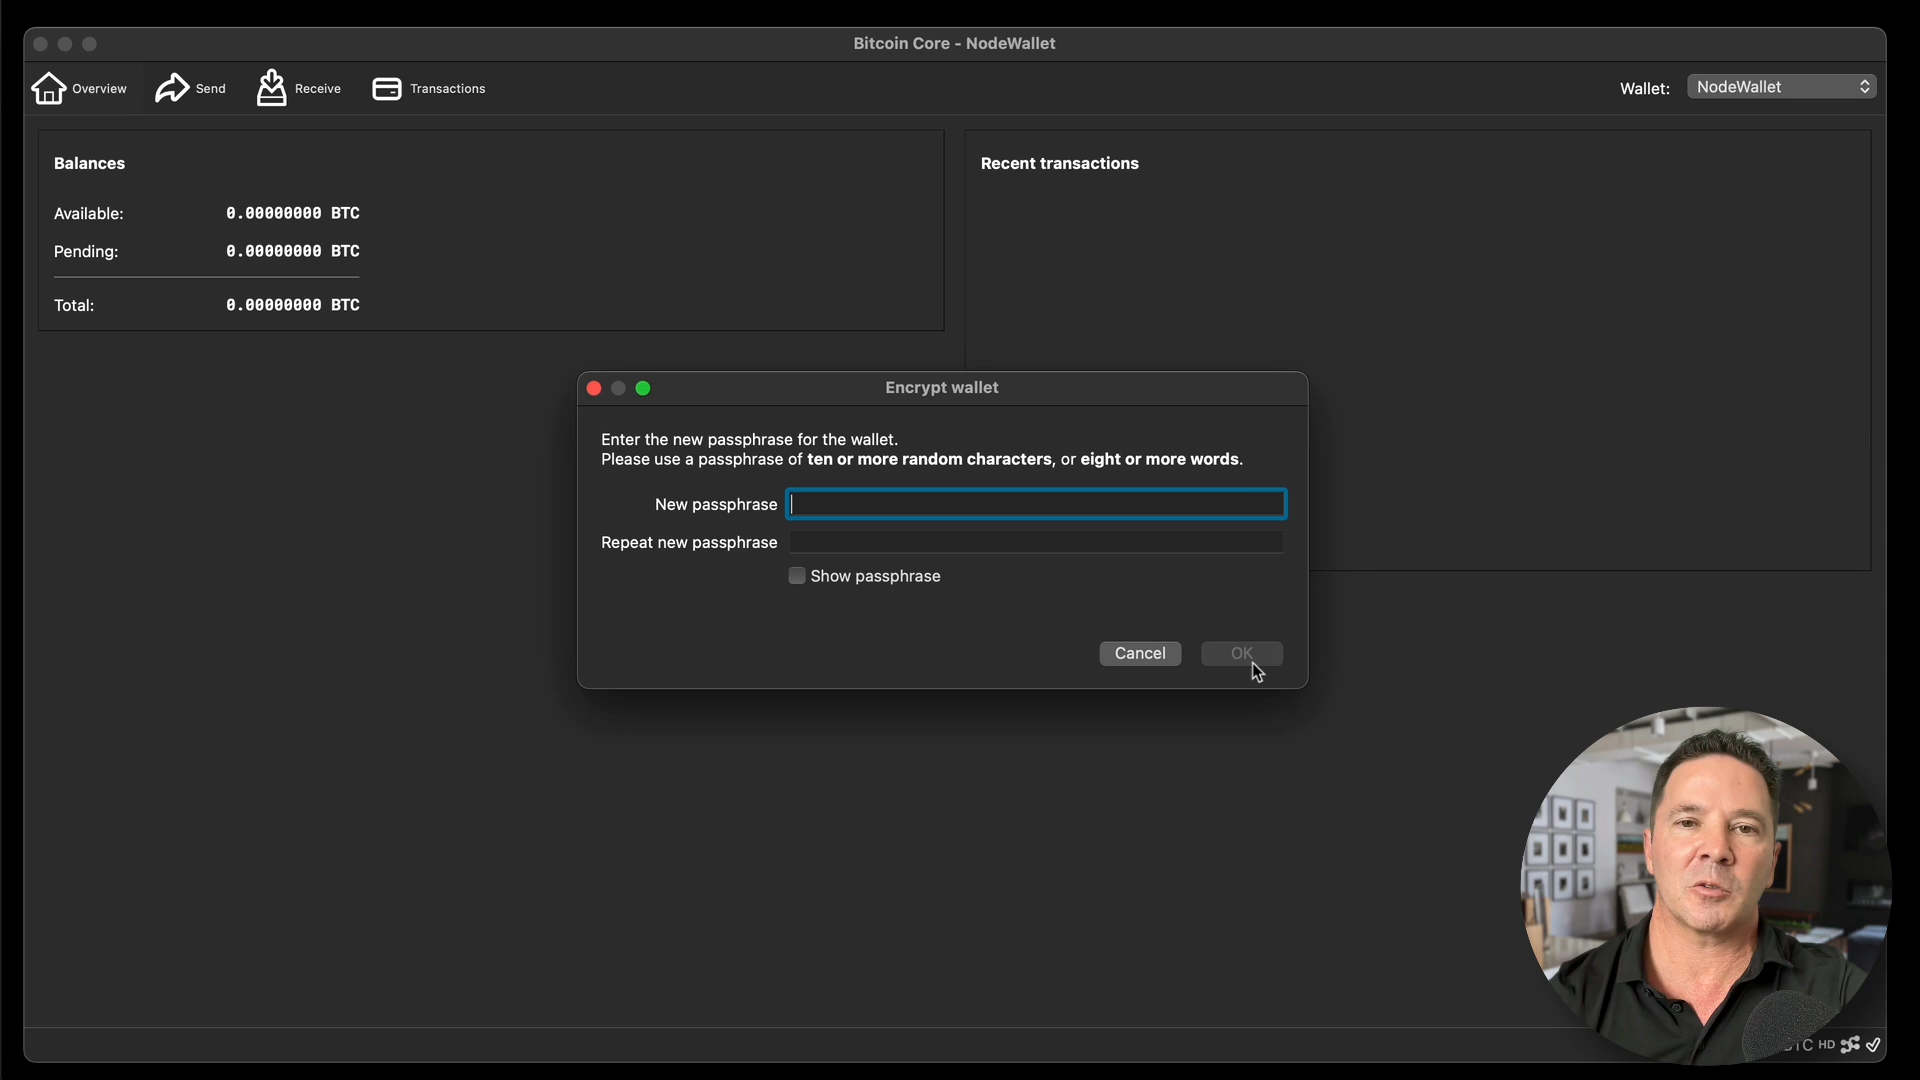 Bitcoin Core - NodeWallet
Overview
Send
Receive
Transactions
Wallet:
NodeWallet
Balances
Available: 0.00000000 BTC
Pending: 0.00000000 BTC
Total: 0.00000000 BTC
Recent transactions
Encrypt wallet
Enter the new passphrase for the wallet.
Please use a passphrase of ten or more random characters, or eight or more words.
New passphrase
Repeat new passphrase
Show passphrase
Cancel
OK
HD